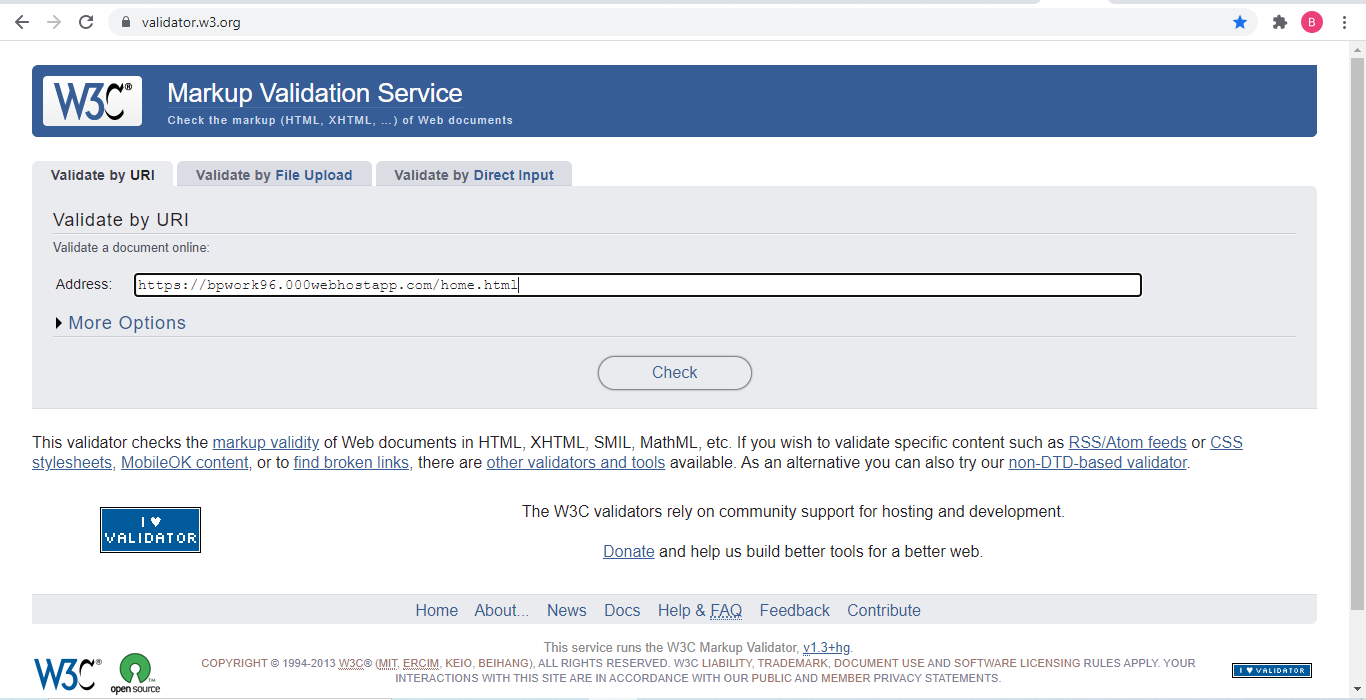 validator.w3.org
B
W3C®
Markup Validation Service
Check the markup (HTML, XHTML, …) of Web documents
Validate by URI
Validate by File Upload
Validate by Direct Input
Validate by URI
Validate a document online:
Address:
https://bpwork96.000webhostapp.com/home.html
More Options
Check
This validator checks the markup validity of Web documents in HTML, XHTML, SMIL, MathML, etc. If you wish to validate specific content such as RSS/Atom feeds or CSS
stylesheets, MobileOK content, or to find broken links, there are other validators and tools available. As an alternative you can also try our non-DTD-based validator.
I ♥
VALIDATOR
The W3C validators rely on community support for hosting and development.
Donate and help us build better tools for a better web.
Home About... News Docs Help & FAQ Feedback Contribute
This service runs the W3C Markup Validator, v1.3+hg.
W3C®
open source
TM
COPYRIGHT © 1994-2013 W3C® (MIT, ERCIM, KEIO, BEIHANG), ALL RIGHTS RESERVED. W3C LIABILITY, TRADEMARK, DOCUMENT USE AND SOFTWARE LICENSING RULES APPLY. YOUR
INTERACTIONS WITH THIS SITE ARE IN ACCORDANCE WITH OUR PUBLIC AND MEMBER PRIVACY STATEMENTS.
I ♥ VALIDATOR